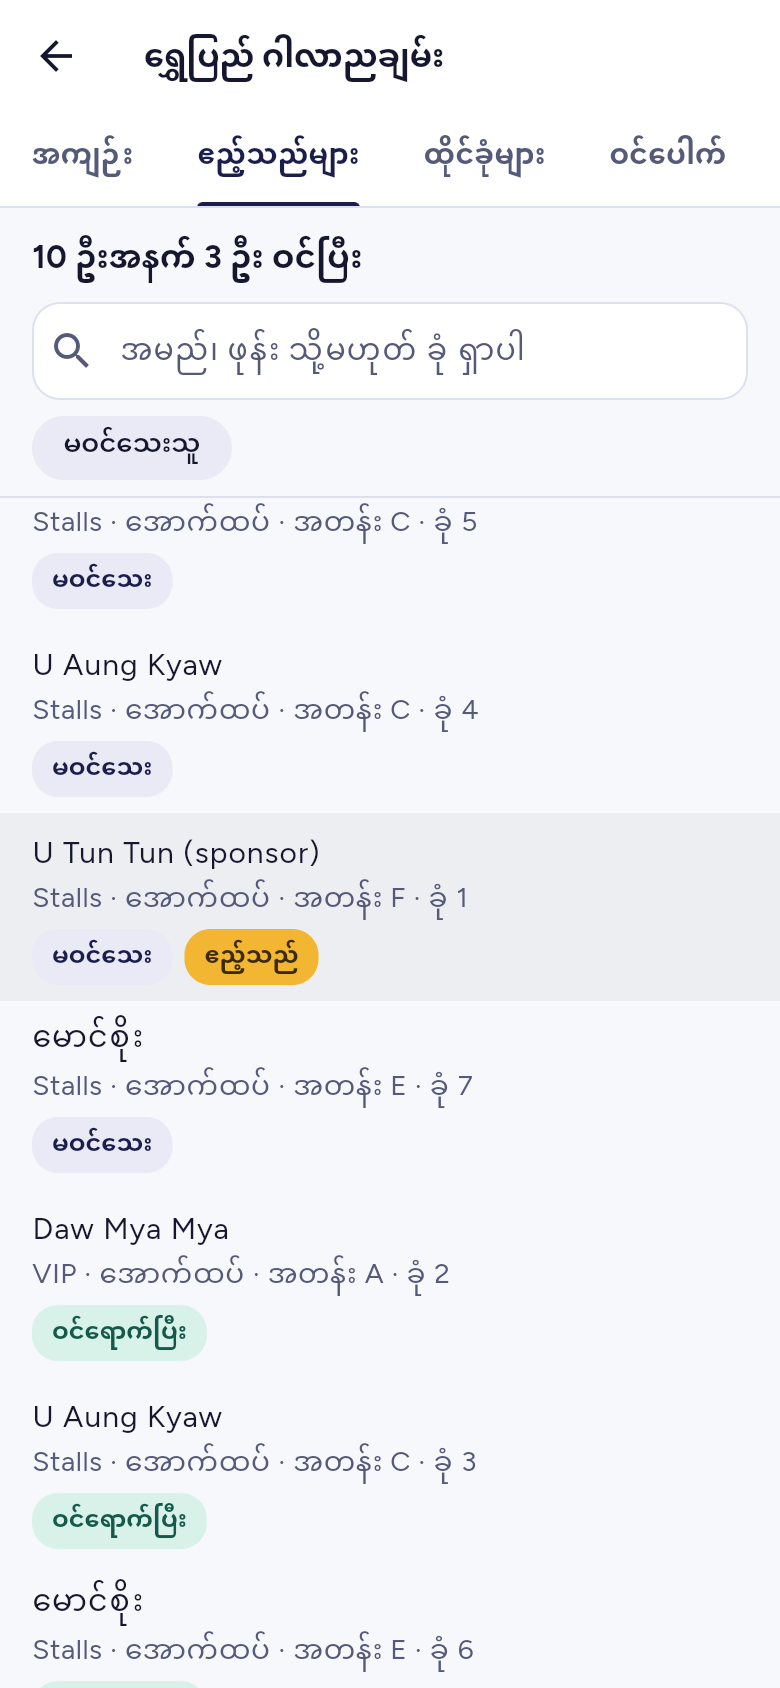 ရွှေပြည် ဂါလာညချမ်း
အကျဉ်း ဧည့်သည်များ ထိုင်ခုံများ ဝင်ပေါက်
10 ဦးအနက် 3 ဦး ဝင်ပြီး
အမည်၊ ဖုန်း သို့မဟုတ် ခုံ ရှာပါ
မဝင်သေးသူ
Stalls · အောက်ထပ် · အတန်း C · ခုံ 5
မဝင်သေး
U Aung Kyaw
Stalls · အောက်ထပ် · အတန်း C · ခုံ 4
မဝင်သေး
U Tun Tun (sponsor)
Stalls · အောက်ထပ် · အတန်း F · ခုံ 1
မဝင်သေး ဧည့်သည်
မောင်စိုး
Stalls · အောက်ထပ် · အတန်း E · ခုံ 7
မဝင်သေး
Daw Mya Mya
VIP · အောက်ထပ် · အတန်း A · ခုံ 2
ဝင်ရောက်ပြီး
U Aung Kyaw
Stalls · အောက်ထပ် · အတန်း C · ခုံ 3
ဝင်ရောက်ပြီး
မောင်စိုး
Stalls · အောက်ထပ် · အတန်း E · ခုံ 6